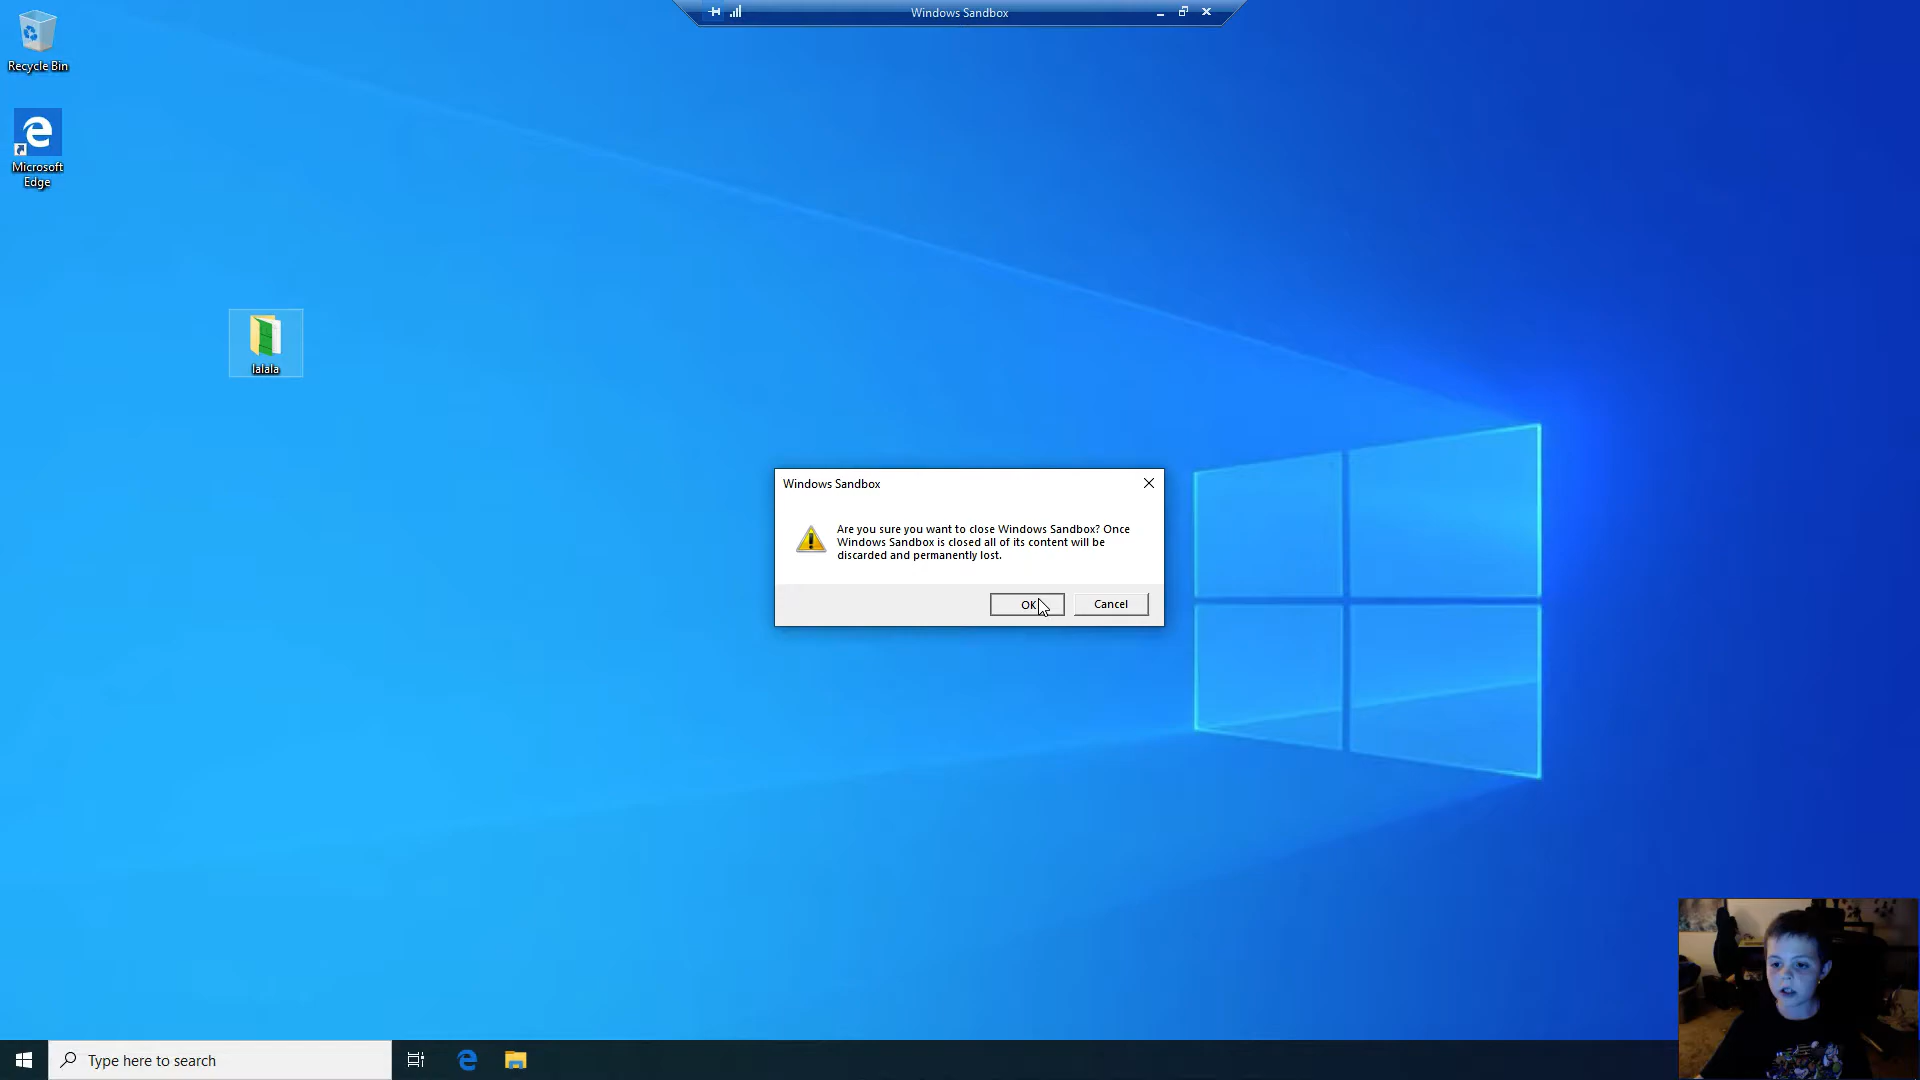 Windows Sandbox
Recycle Bin
Microsoft
Edge
lalala
Windows Sandbox
Are you sure you want to close Windows Sandbox? Once
Windows Sandbox is closed all of its content will be
discarded and permanently lost.
OK
Cancel
Type here to search